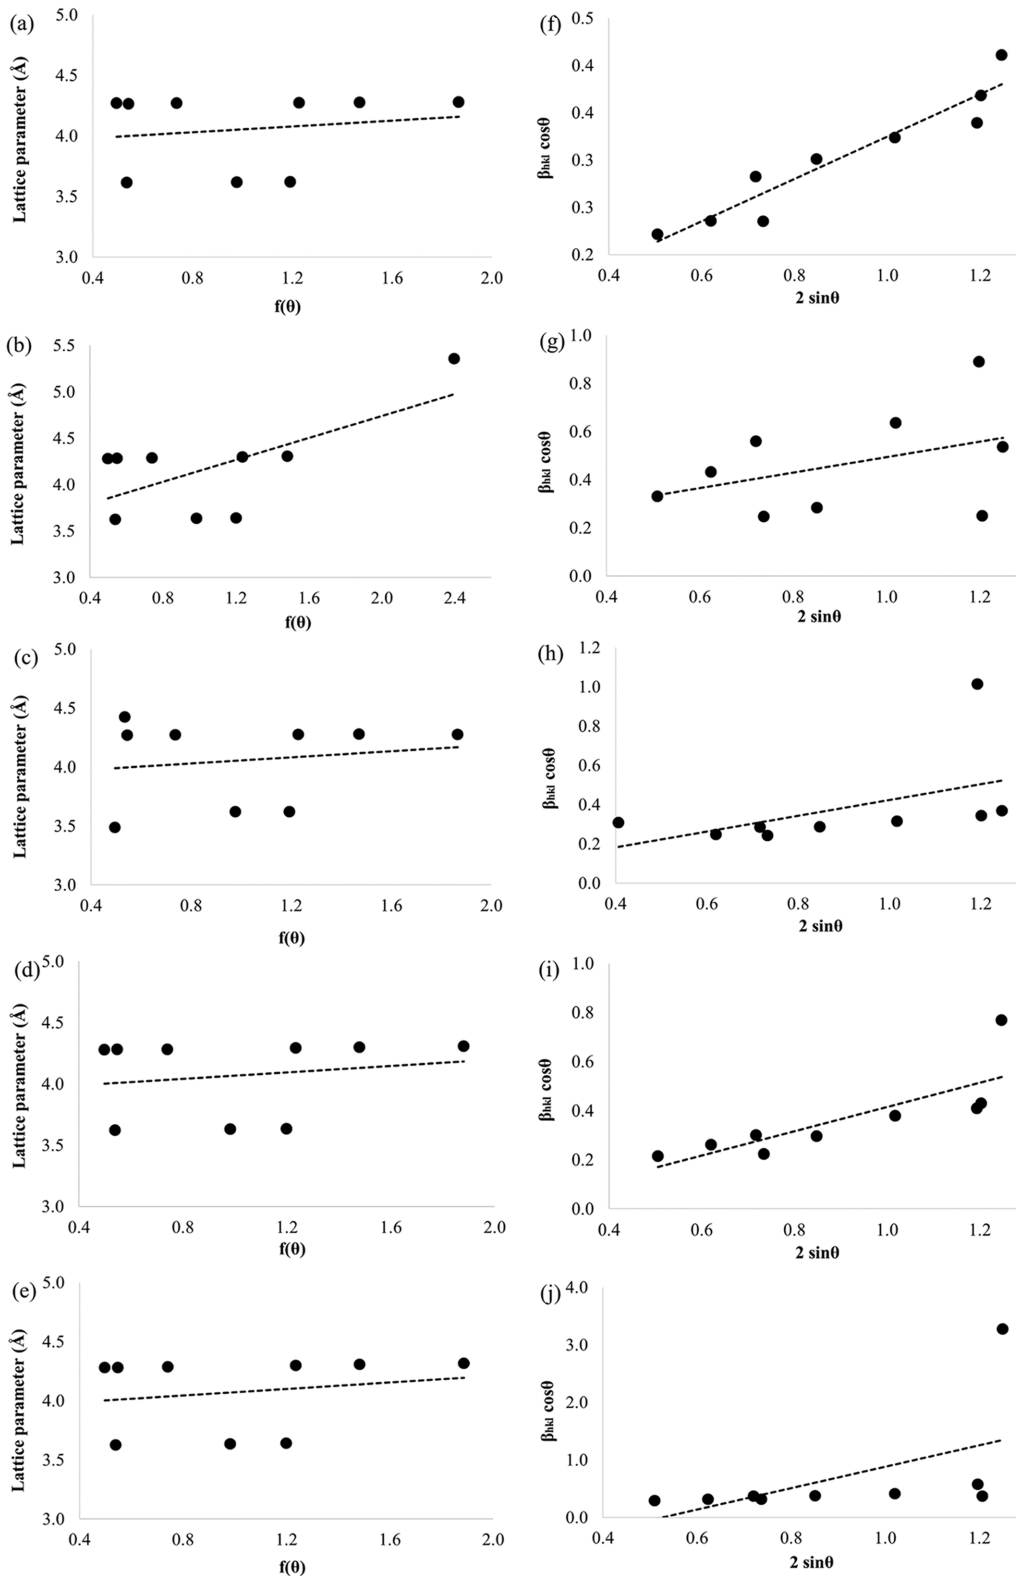 (a)
5.0
4.5
4.0
3.5
3.0
Lattice parameter (Å)
0.4 0.8 1.2 1.6 2.0
f(θ)
(f)
0.5
0.4
0.4
0.3
0.3
0.2
βhkl cosθ
0.4 0.6 0.8 1.0 1.2
2 sinθ
(b)
5.5
5.0
4.5
4.0
3.5
3.0
Lattice parameter (Å)
0.4 0.8 1.2 1.6 2.0 2.4
f(θ)
(g)
1.0
0.8
0.6
0.4
0.2
0.0
βhkl cosθ
0.4 0.6 0.8 1.0 1.2
2 sinθ
(c)
5.0
4.5
4.0
3.5
3.0
Lattice parameter (Å)
0.4 0.8 1.2 1.6 2.0
f(θ)
(h)
1.2
1.0
0.8
0.6
0.4
0.2
0.0
βhkl cosθ
0.4 0.6 0.8 1.0 1.2
2 sinθ
(d)
5.0
4.5
4.0
3.5
3.0
Lattice parameter (Å)
0.4 0.8 1.2 1.6 2.0
f(θ)
(i)
1.0
0.8
0.6
0.4
0.2
0.0
βhkl cosθ
0.4 0.6 0.8 1.0 1.2
2 sinθ
(e)
5.0
4.5
4.0
3.5
3.0
Lattice parameter (Å)
0.4 0.8 1.2 1.6 2.0
f(θ)
(j)
4.0
3.0
2.0
1.0
0.0
βhkl cosθ
0.4 0.6 0.8 1.0 1.2
2 sinθ